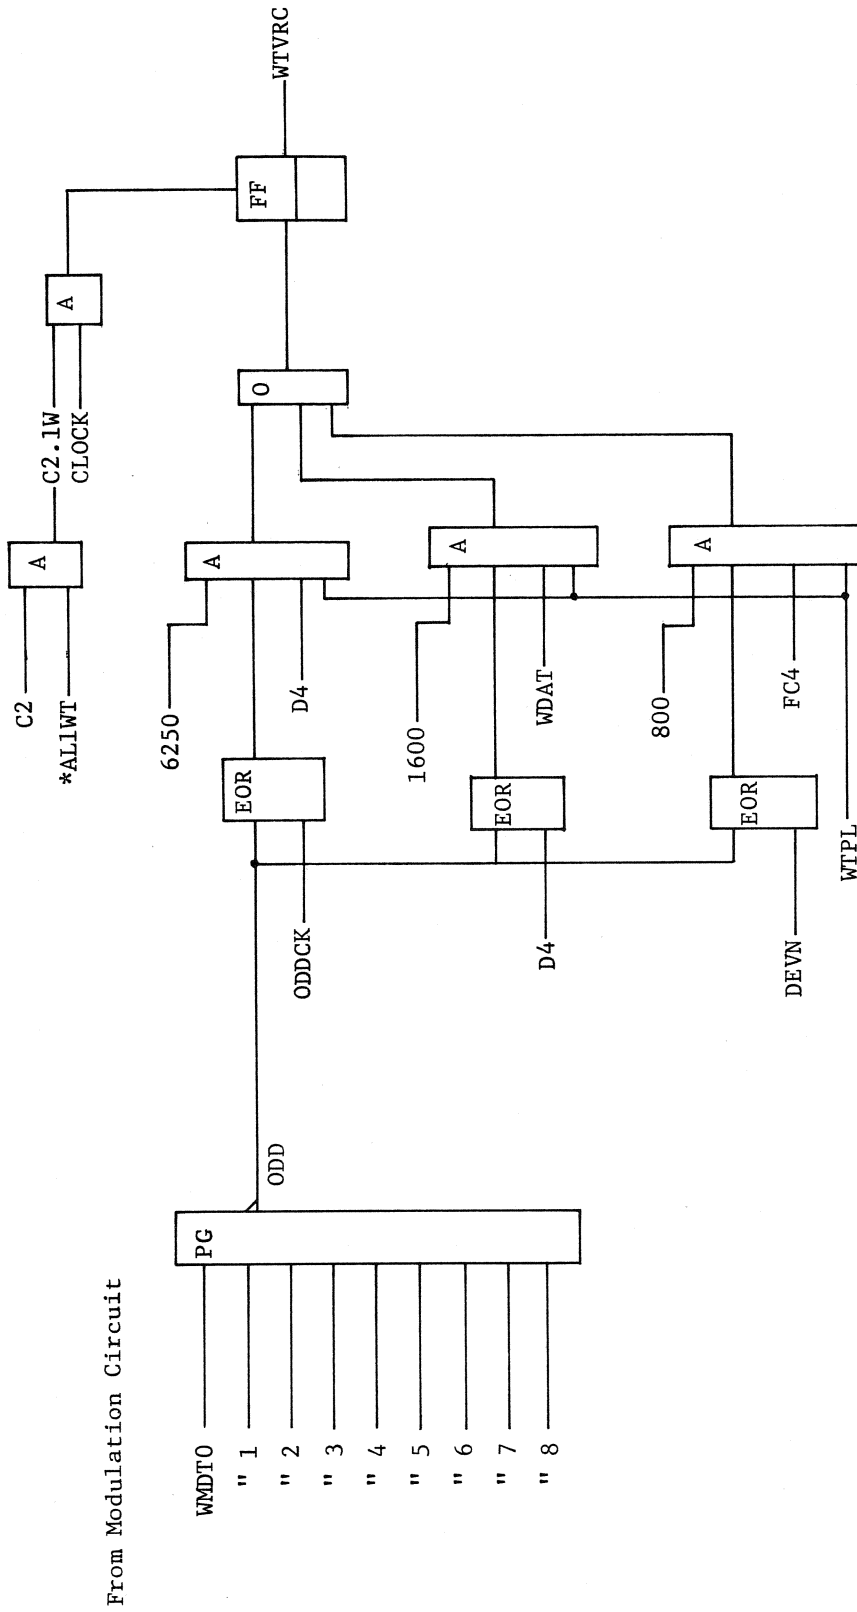 From Modulation Circuit
WMDT0
" 1
" 2
" 3
" 4
" 5
" 6
" 7
" 8
PG
ODD
ODDCK
D4
DEVN
EOR
EOR
EOR
WTPL
C2
*AL1WT
6250
D4
1600
WDAT
800
FC4
A
A
A
A
C2.1W
CLOCK
A
O
FF
WTVRC